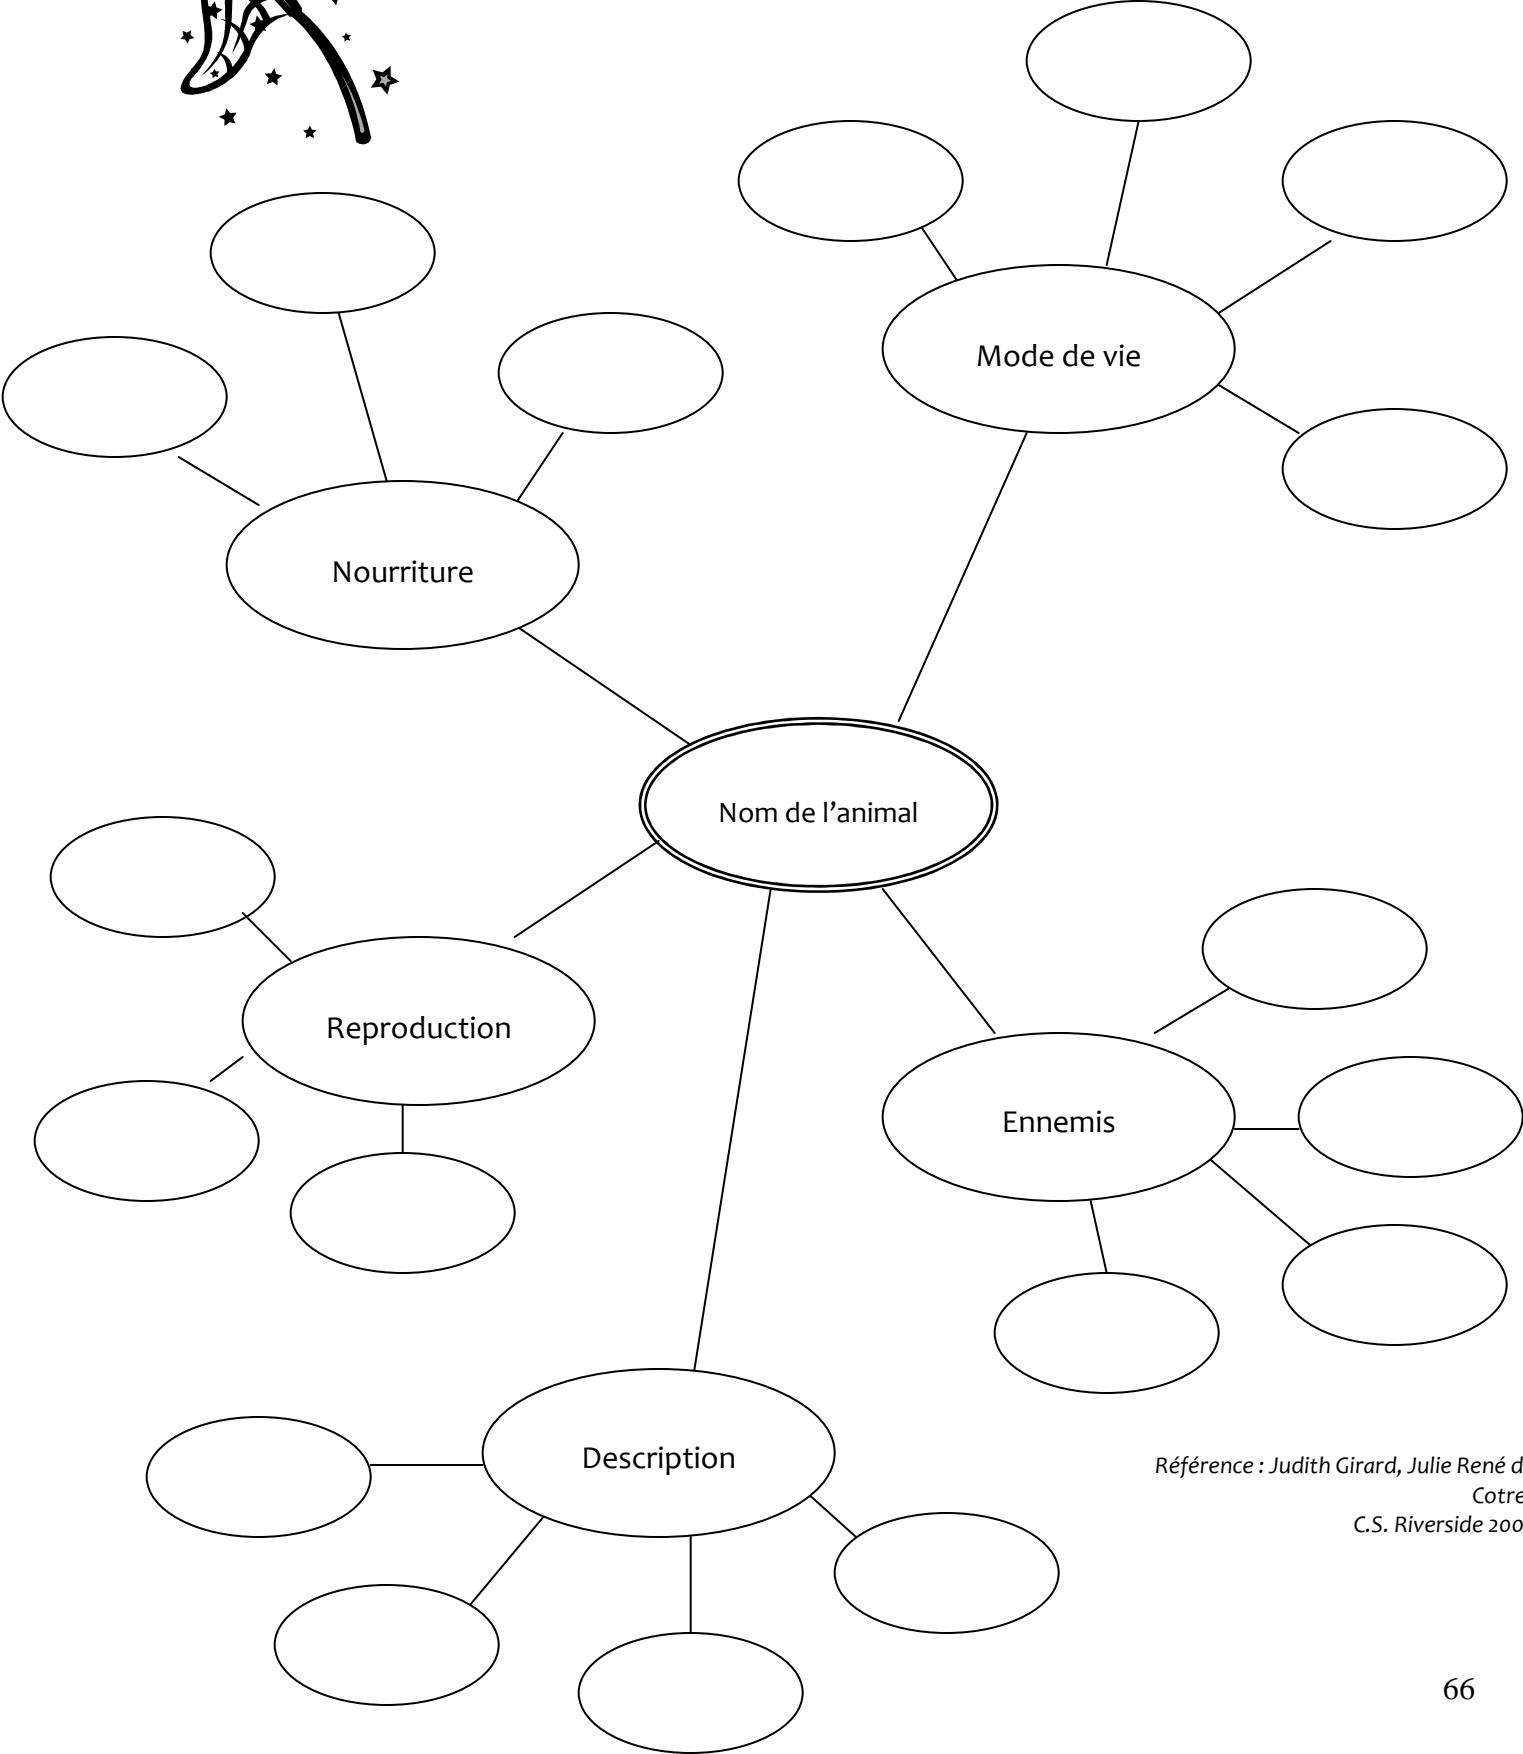 Mode de vie
Nourriture
Nom de l’animal
Reproduction
Ennemis
Description
Référence : Judith Girard, Julie René d
Cotre
C.S. Riverside 200
66